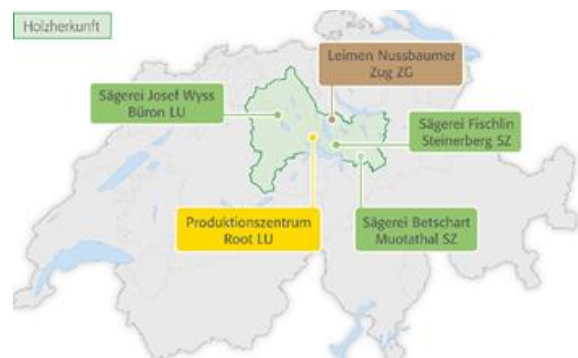 Holzherkunft
Leimen Nussbaumer
Zug ZG
Sägerei Josef Wyss
Büron LU
Sägerei Fischlin
Steinerberg SZ
Produktionszentrum
Root LU
Sägerei Betschart
Muotathal SZ